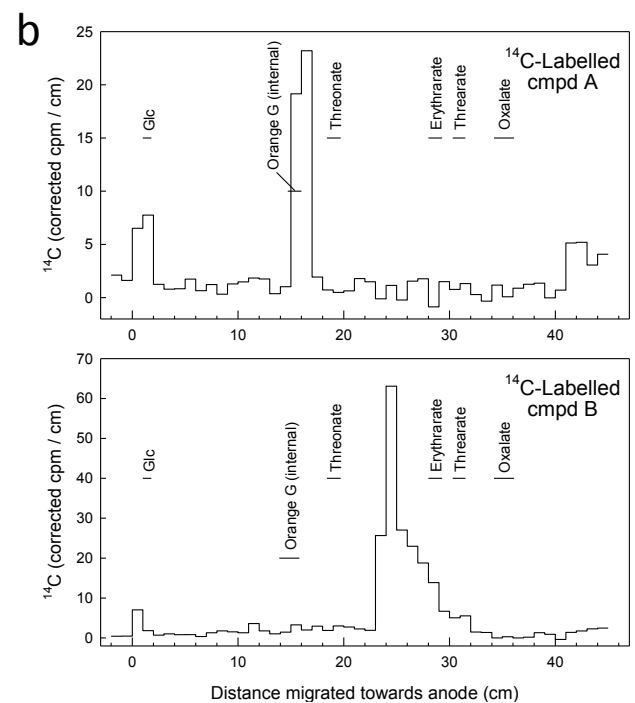 b
25
20
15
10
5
0
¹⁴C (corrected cpm / cm)
Glc
Orange G (internal)
Threonate
Erythrarate
Threarate
Oxalate
¹⁴C-Labelled
cmpd A
0 10 20 30 40
70
60
50
40
30
20
10
0
¹⁴C (corrected cpm / cm)
Glc
Orange G (internal)
Threonate
Erythrarate
Threarate
Oxalate
¹⁴C-Labelled
cmpd B
0 10 20 30 40
Distance migrated towards anode (cm)